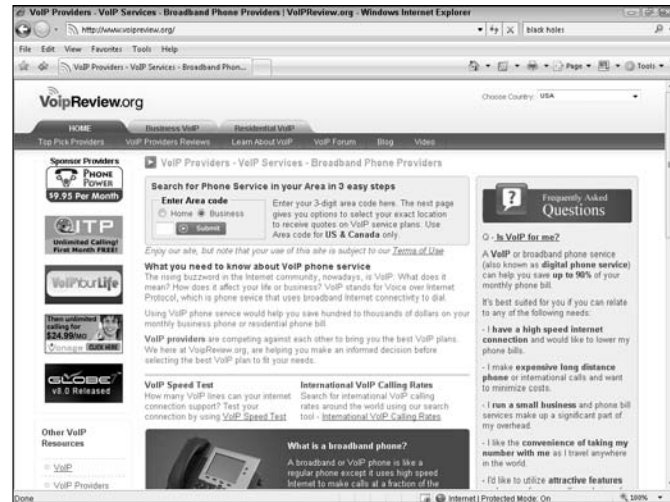 VoIP Providers - VoIP Services - Broadband Phone Providers | VoIPReview.org - Windows Internet Explorer
http://www.voipreview.org/
black holes
File Edit View Favorites Tools Help
VoIP Providers - VoIP Services - Broadband Phon...
Page
Tools
VoipReview.org
Choose Country: USA
HOME
Business VoIP
Residential VoIP
Top Pick Providers
VoIP Providers Reviews
Learn About VoIP
VoIP Forum
Blog
Video
Sponsor Providers
PHONE POWER
$9.95 Per Month
ITP
Unlimited Calling!
First Month FREE!
VoIPYourLife
Then unlimited
calling for
$24.99/MO
Vonage CLICK HERE
GLOBE7
v8.0 Released
Other VoIP
Resources
VoIP
VoIP Providers
VoIP Providers - VoIP Services - Broadband Phone Providers
Search for Phone Service in your Area in 3 easy steps
Enter Area code
Home Business
Submit
Enter your 3-digit area code here. The next page
gives you options to select your exact location
to receive quotes on VoIP service plans. Use
Area code for US & Canada only.
Enjoy our site, but note that your use of this site is subject to our Terms of Use
What you need to know about VoIP phone service
The rising buzzword in the Internet community, nowadays, is VoIP. What does it
mean? How does it affect your life or business? VoIP stands for Voice over Internet
Protocol, which is phone sevice that uses broadband Internet connectivity to dial.
Using VoIP phone service would help you save hundred to thousands of dollars on your
monthly business phone or residential phone bill.
VoIP providers are competing against each other to bring you the best VoIP plans.
We here at VoipReview.org, are helping you make an informed decision before
selecting the best VoIP plan to fit your needs.
VoIP Speed Test
How many VoIP lines can your internet
connection support? Test your
connection by using VoIP Speed Test
International VoIP Calling Rates
Search for international VoIP calling
rates around the world using our search
tool - International VoIP Calling Rates
What is a broadband phone?
A broadband or VoIP phone is like a
regular phone except it uses high speed
Internet to make calls at a fraction of the
Frequently Asked
Questions
Q - Is VoIP for me?
A VoIP or broadband phone service
(also known as digital phone service)
can help you save up to 90% of your
monthly phone bill.
It's best suited for you if you can relate
to any of the following needs:
- I have a high speed internet
connection and would like to lower my
phone bills.
- I make expensive long distance
phone or international calls and want
to minimize costs.
- I run a small business and phone bill
services make up a significant part of
my overhead.
- I like the convenience of taking my
number with me as I travel anywhere
in the world.
- I'd like to utilize attractive features
Done
Internet | Protected Mode: On
100%